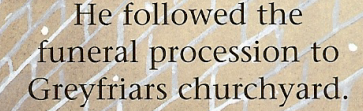 He followed the
funeral procession to
Greyfriars churchyard.